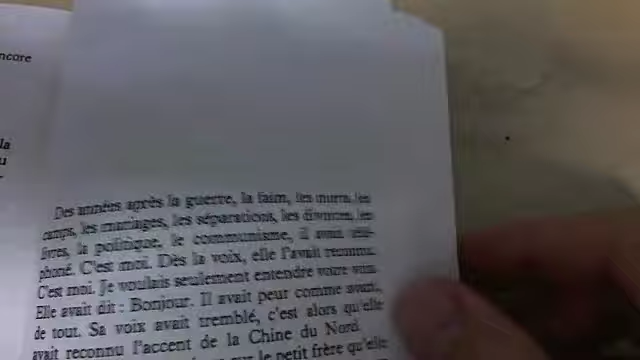 ncore
la
u
Des années après la guerre, la faim, les morts, les
camps, les mariages, les séparations, les divorces, les
livres, la politique, le communisme, il avait télé-
phoné. C'est moi. Dès la voix, elle l'avait reconnu.
C'est moi. Je voulais seulement entendre votre voix.
Elle avait dit : Bonjour. Il avait peur comme avant,
de tout. Sa voix avait tremblé, c'est alors qu'elle
avait reconnu l'accent de la Chine du Nord.
le petit frère qu'elle